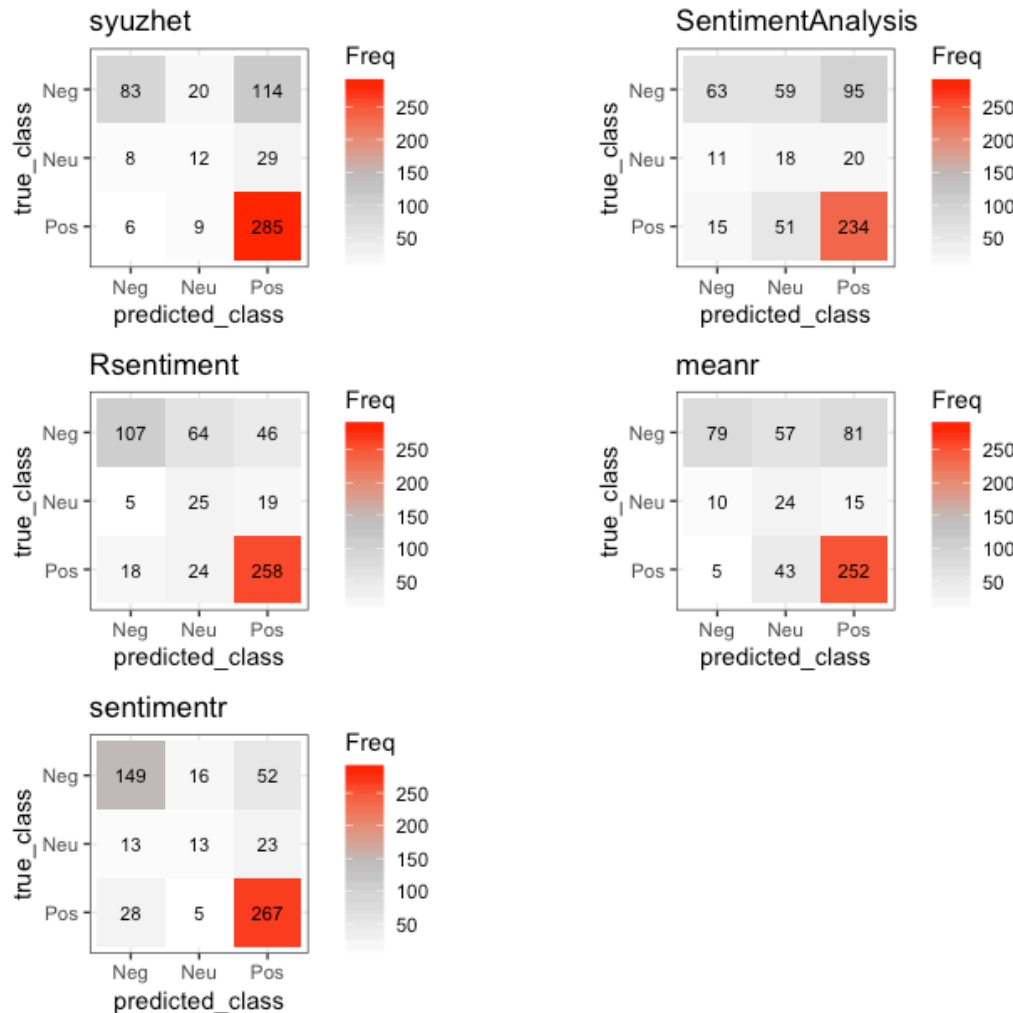 syuzhet
Freq
Neg 83 20 114
Neu 8 12 29
Pos 6 9 285
Neg Neu Pos
predicted_class
true_class
250
200
150
100
50
SentimentAnalysis
Freq
Neg 63 59 95
Neu 11 18 20
Pos 15 51 234
Neg Neu Pos
predicted_class
true_class
250
200
150
100
50
Rsentiment
Freq
Neg 107 64 46
Neu 5 25 19
Pos 18 24 258
Neg Neu Pos
predicted_class
true_class
250
200
150
100
50
meanr
Freq
Neg 79 57 81
Neu 10 24 15
Pos 5 43 252
Neg Neu Pos
predicted_class
true_class
250
200
150
100
50
sentimentr
Freq
Neg 149 16 52
Neu 13 13 23
Pos 28 5 267
Neg Neu Pos
predicted_class
true_class
250
200
150
100
50